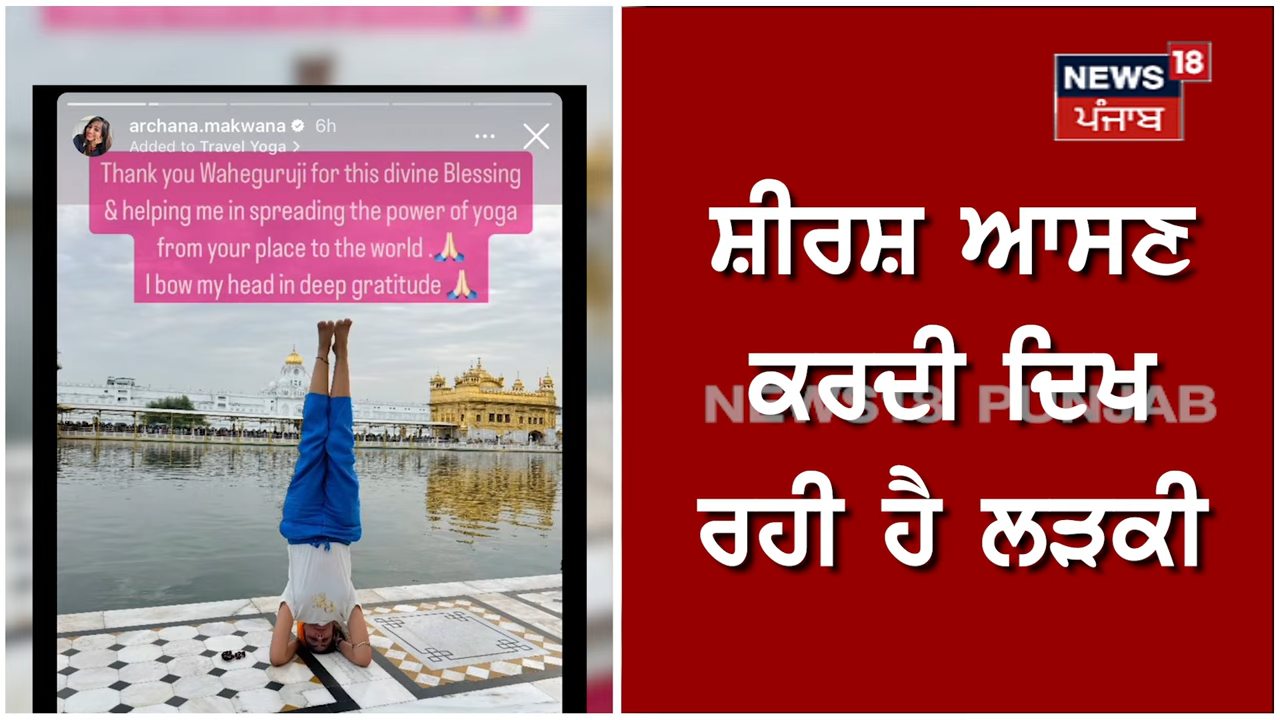 archana.makwana 6h
Added to Travel Yoga >
Thank you Waheguruji for this divine Blessing
& helping me in spreading the power of yoga
from your place to the world .🙏🏻
I bow my head in deep gratitude 🙏🏻
NEWS18
ਪੰਜਾਬ
ਸ਼ੀਰਸ਼ ਆਸਣ
ਕਰਦੀ ਦਿਖ
NEWS18 PUNJAB
ਰਹੀ ਹੈ ਲੜਕੀ